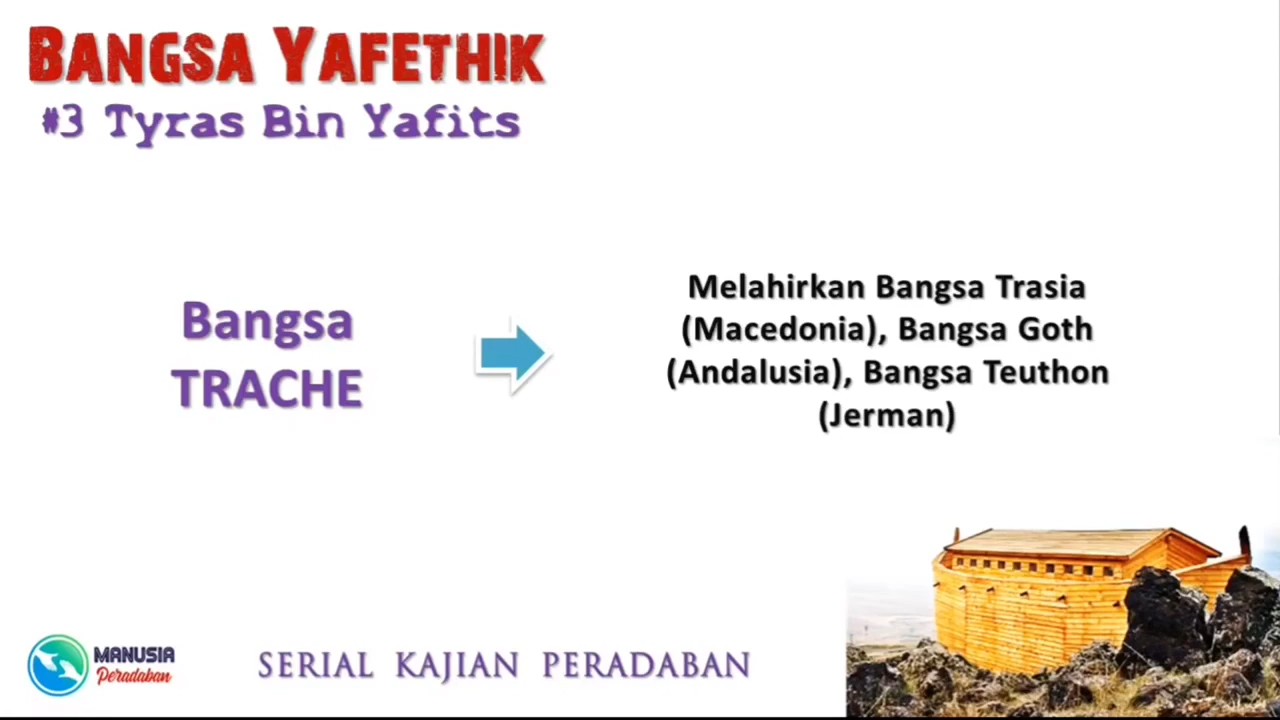 BANGSA YAFETHIK
#3 Tyras Bin Yafits
Bangsa
TRACHE
Melahirkan Bangsa Trasia
(Macedonia), Bangsa Goth
(Andalusia), Bangsa Teuthon
(Jerman)
MANUSIA
Peradaban
SERIAL KAJIAN PERADABAN